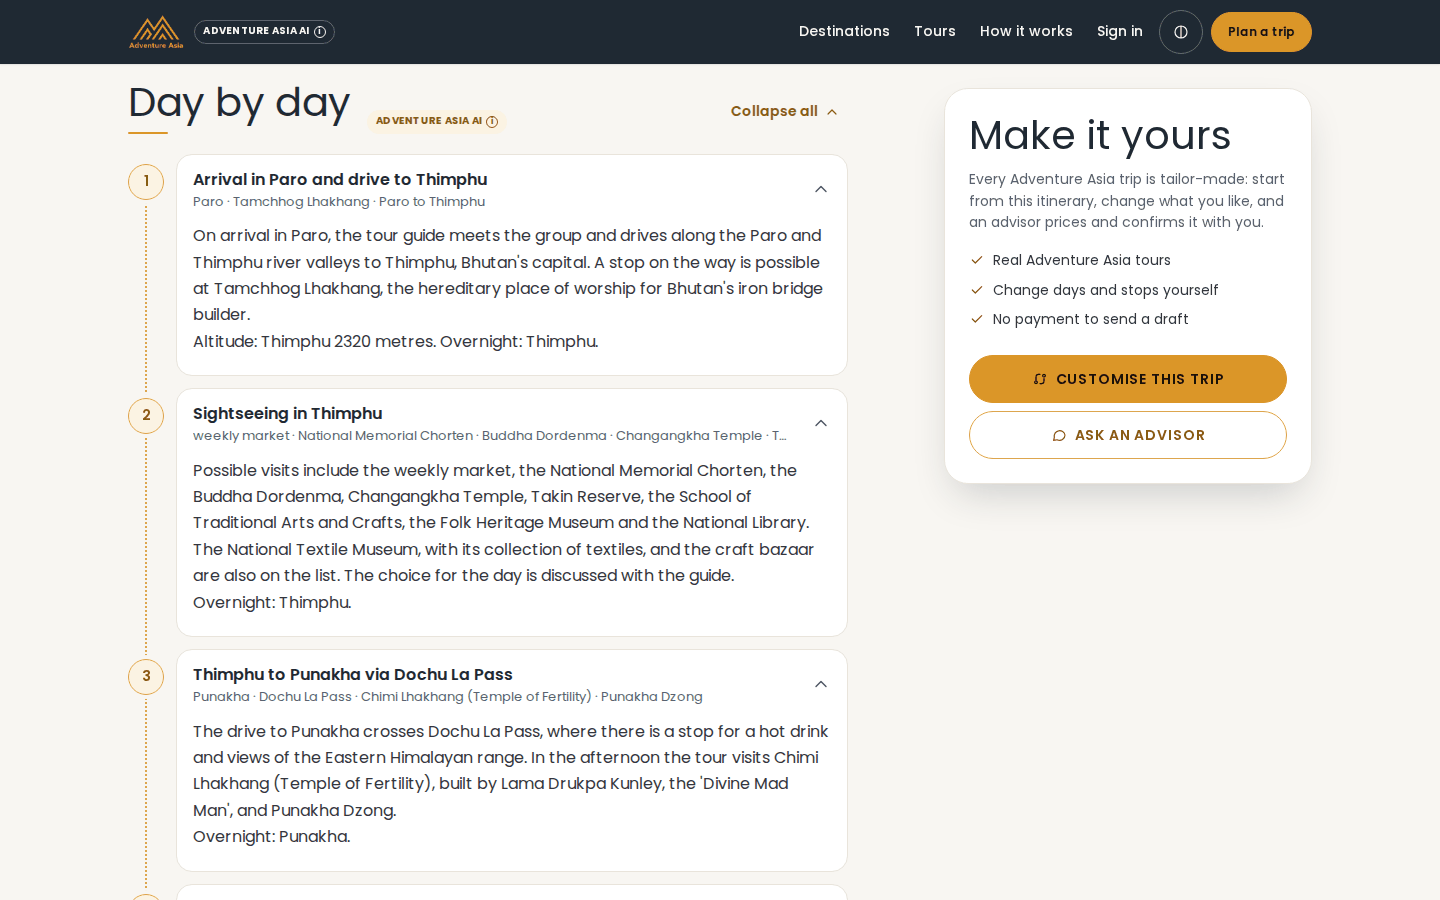 Adventure Asia
ADVENTURE ASIA AI
Destinations
Tours
How it works
Sign in
Plan a trip
Day by day
ADVENTURE ASIA AI
Collapse all
1
Arrival in Paro and drive to Thimphu
Paro · Tamchhog Lhakhang · Paro to Thimphu
On arrival in Paro, the tour guide meets the group and drives along the Paro and
Thimphu river valleys to Thimphu, Bhutan's capital. A stop on the way is possible
at Tamchhog Lhakhang, the hereditary place of worship for Bhutan's iron bridge
builder.
Altitude: Thimphu 2320 metres. Overnight: Thimphu.
2
Sightseeing in Thimphu
weekly market · National Memorial Chorten · Buddha Dordenma · Changangkha Temple · T...
Possible visits include the weekly market, the National Memorial Chorten, the
Buddha Dordenma, Changangkha Temple, Takin Reserve, the School of
Traditional Arts and Crafts, the Folk Heritage Museum and the National Library.
The National Textile Museum, with its collection of textiles, and the craft bazaar
are also on the list. The choice for the day is discussed with the guide.
Overnight: Thimphu.
3
Thimphu to Punakha via Dochu La Pass
Punakha · Dochu La Pass · Chimi Lhakhang (Temple of Fertility) · Punakha Dzong
The drive to Punakha crosses Dochu La Pass, where there is a stop for a hot drink
and views of the Eastern Himalayan range. In the afternoon the tour visits Chimi
Lhakhang (Temple of Fertility), built by Lama Drukpa Kunley, the 'Divine Mad
Man', and Punakha Dzong.
Overnight: Punakha.
Make it yours
Every Adventure Asia trip is tailor-made: start
from this itinerary, change what you like, and
an advisor prices and confirms it with you.
Real Adventure Asia tours
Change days and stops yourself
No payment to send a draft
CUSTOMISE THIS TRIP
ASK AN ADVISOR